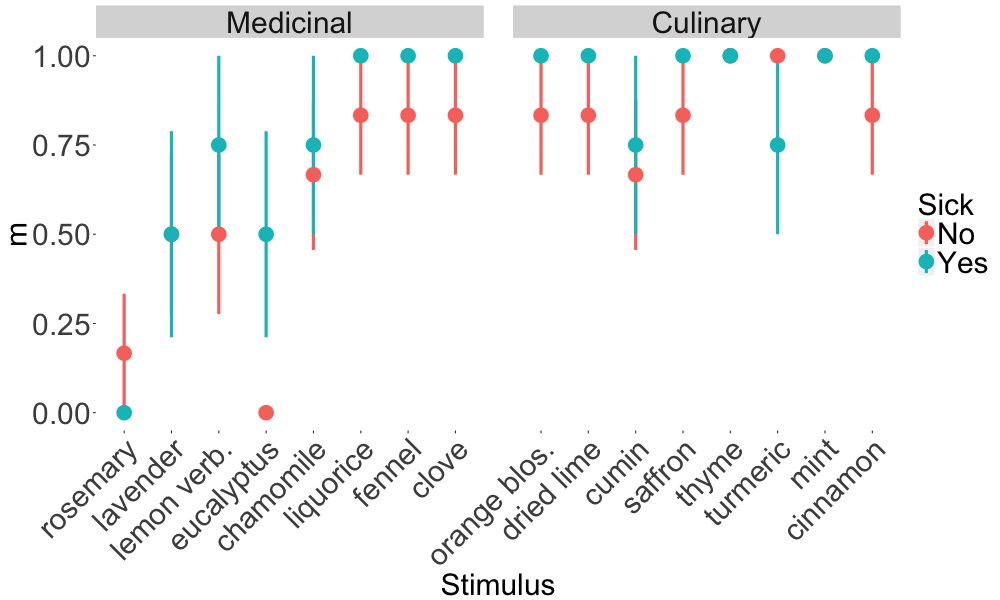 Medicinal
Culinary
1.00
0.75
0.50
0.25
0.00
m
rosemary
lavender
lemon verb.
eucalyptus
chamomile
liquorice
fennel
clove
orange blos.
dried lime
cumin
saffron
thyme
turmeric
mint
cinnamon
Stimulus
Sick
No
Yes